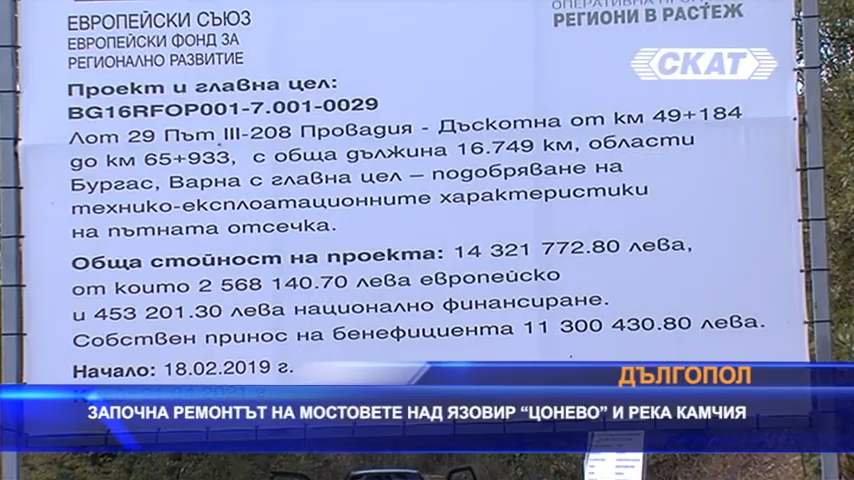 ЕВРОПЕЙСКИ СЪЮЗ
ЕВРОПЕЙСКИ ФОНД ЗА
РЕГИОНАЛНО РАЗВИТИЕ
ОПЕРАТИВНА
РЕГИОНИ В РАСТЕЖ
СКАТ
Проект и главна цел:
BG16RFOP001-7.001-0029
Лот 29 Път III-208 Провадия - Дъскотна от км 49+184
до км 65+933, с обща дължина 16.749 км, области
Бургас, Варна с главна цел – подобряване на
технико-експлоатационните характеристики
на пътната отсечка.
Обща стойност на проекта: 14 321 772.80 лева,
от които 2 568 140.70 лева европейско
и 453 201.30 лева национално финансиране.
Собствен принос на бенефициента 11 300 430.80 лева.
Начало: 18.02.2019 г.
ДЪЛГОПОЛ
ЗАПОЧНА РЕМОНТЪТ НА МОСТОВЕТЕ НАД ЯЗОВИР “ЦОНЕВО” И РЕКА КАМЧИЯ